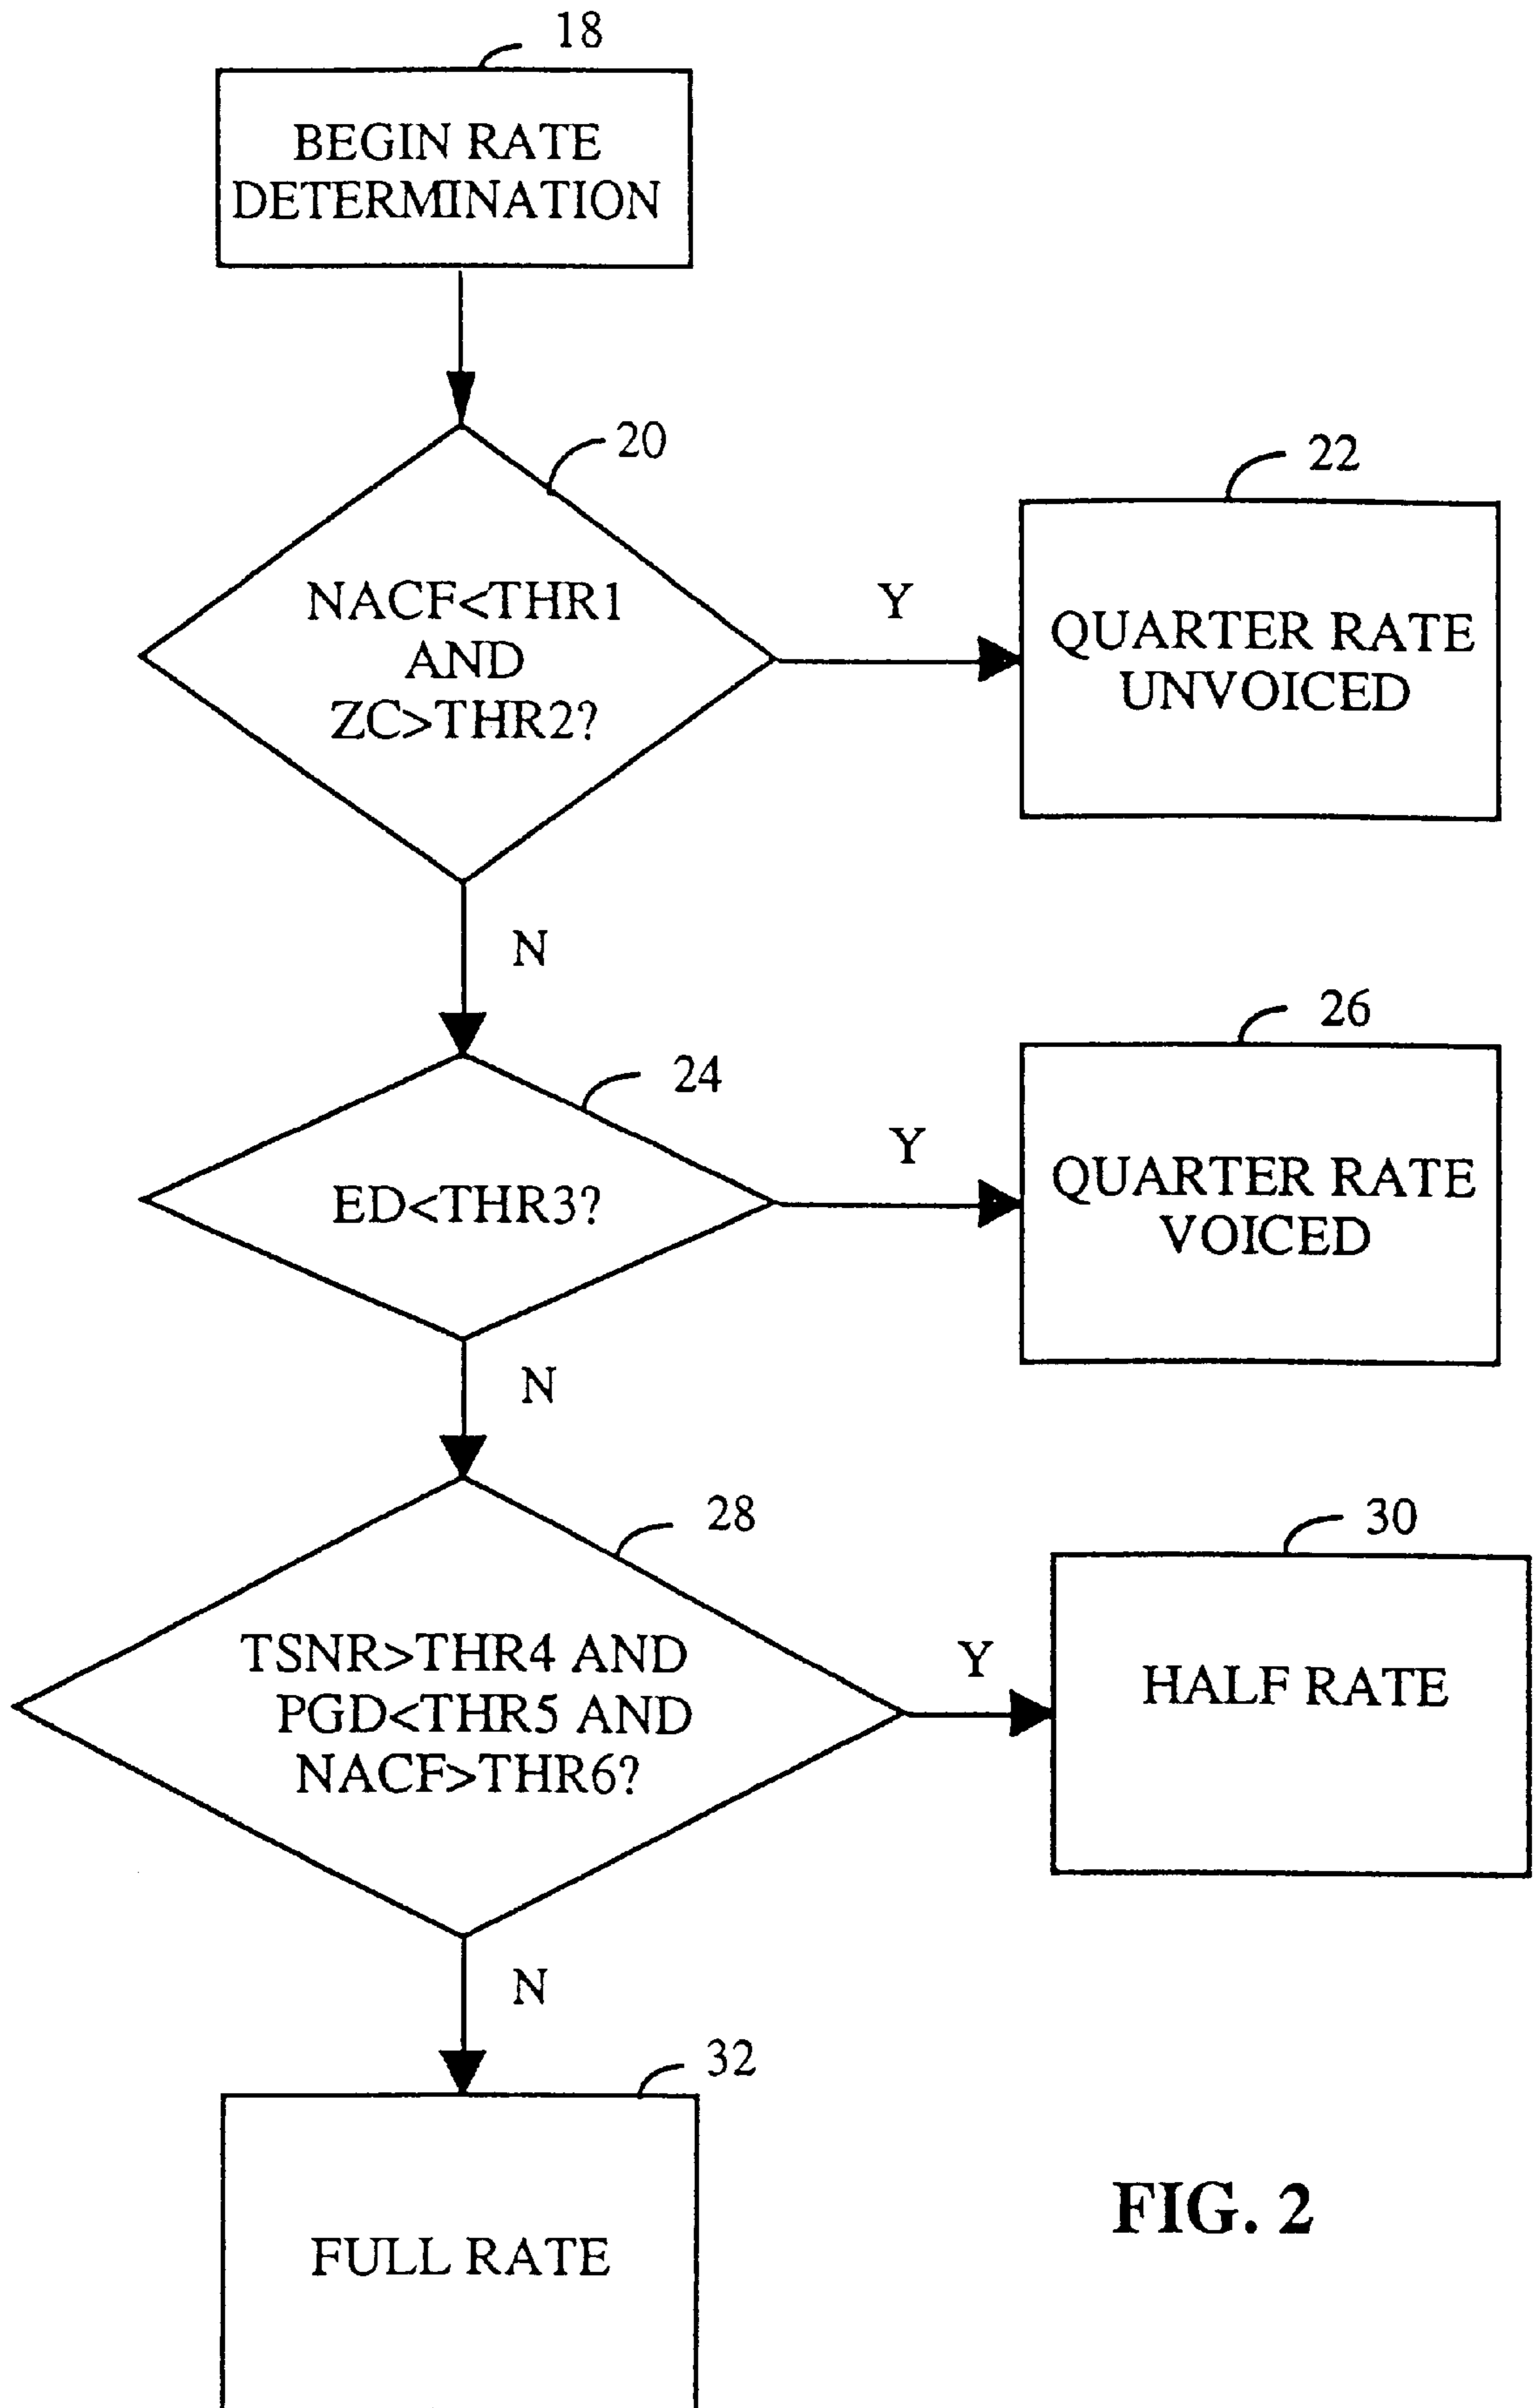 18
BEGIN RATE
DETERMINATION
20
NACF<THR1
AND
ZC>THR2?
Y
22
QUARTER RATE
UNVOICED
N
24
ED<THR3?
Y
26
QUARTER RATE
VOICED
N
28
TSNR>THR4 AND
PGD<THR5 AND
NACF>THR6?
Y
30
HALF RATE
N
32
FULL RATE
FIG. 2